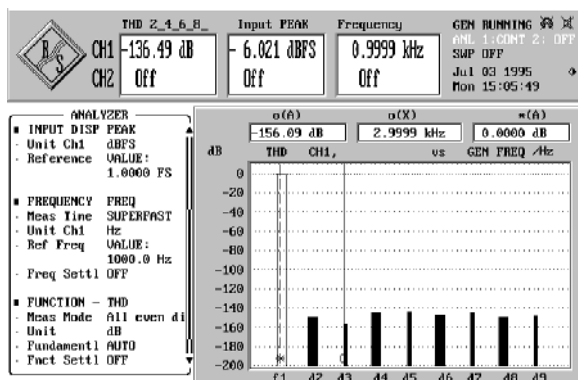 THD 2_4_6_8_ Input PEAK Frequency GEN RUNNING
CH1 -136.49 dB - 6.021 dBFS 0.9999 kHz ANL 1:CONT 2: OFF
SWP OFF
CH2 Off Off Off Jul 03 1995
Mon 15:05:49
R S
ANALYZER
INPUT DISP PEAK
Unit Ch1 dBFS
Reference VALUE:
1.0000 FS
FREQUENCY FREQ
Meas Time SUPERFAST
Unit Ch1 Hz
Ref Freq VALUE:
1000.0 Hz
Freq Settl OFF
FUNCTION - THD
Meas Mode All even di
Unit dB
Fundamentl AUTO
Fnct Settl OFF
o(A) o(X) *(A)
-156.09 dB 2.9999 kHz 0.0000 dB
dB THD CH1, vs GEN FREQ /Hz
0
-20
-40
-60
-80
-100
-120
-140
-160
-180
-200
f1 d2 d3 d4 d5 d6 d7 d8 d9